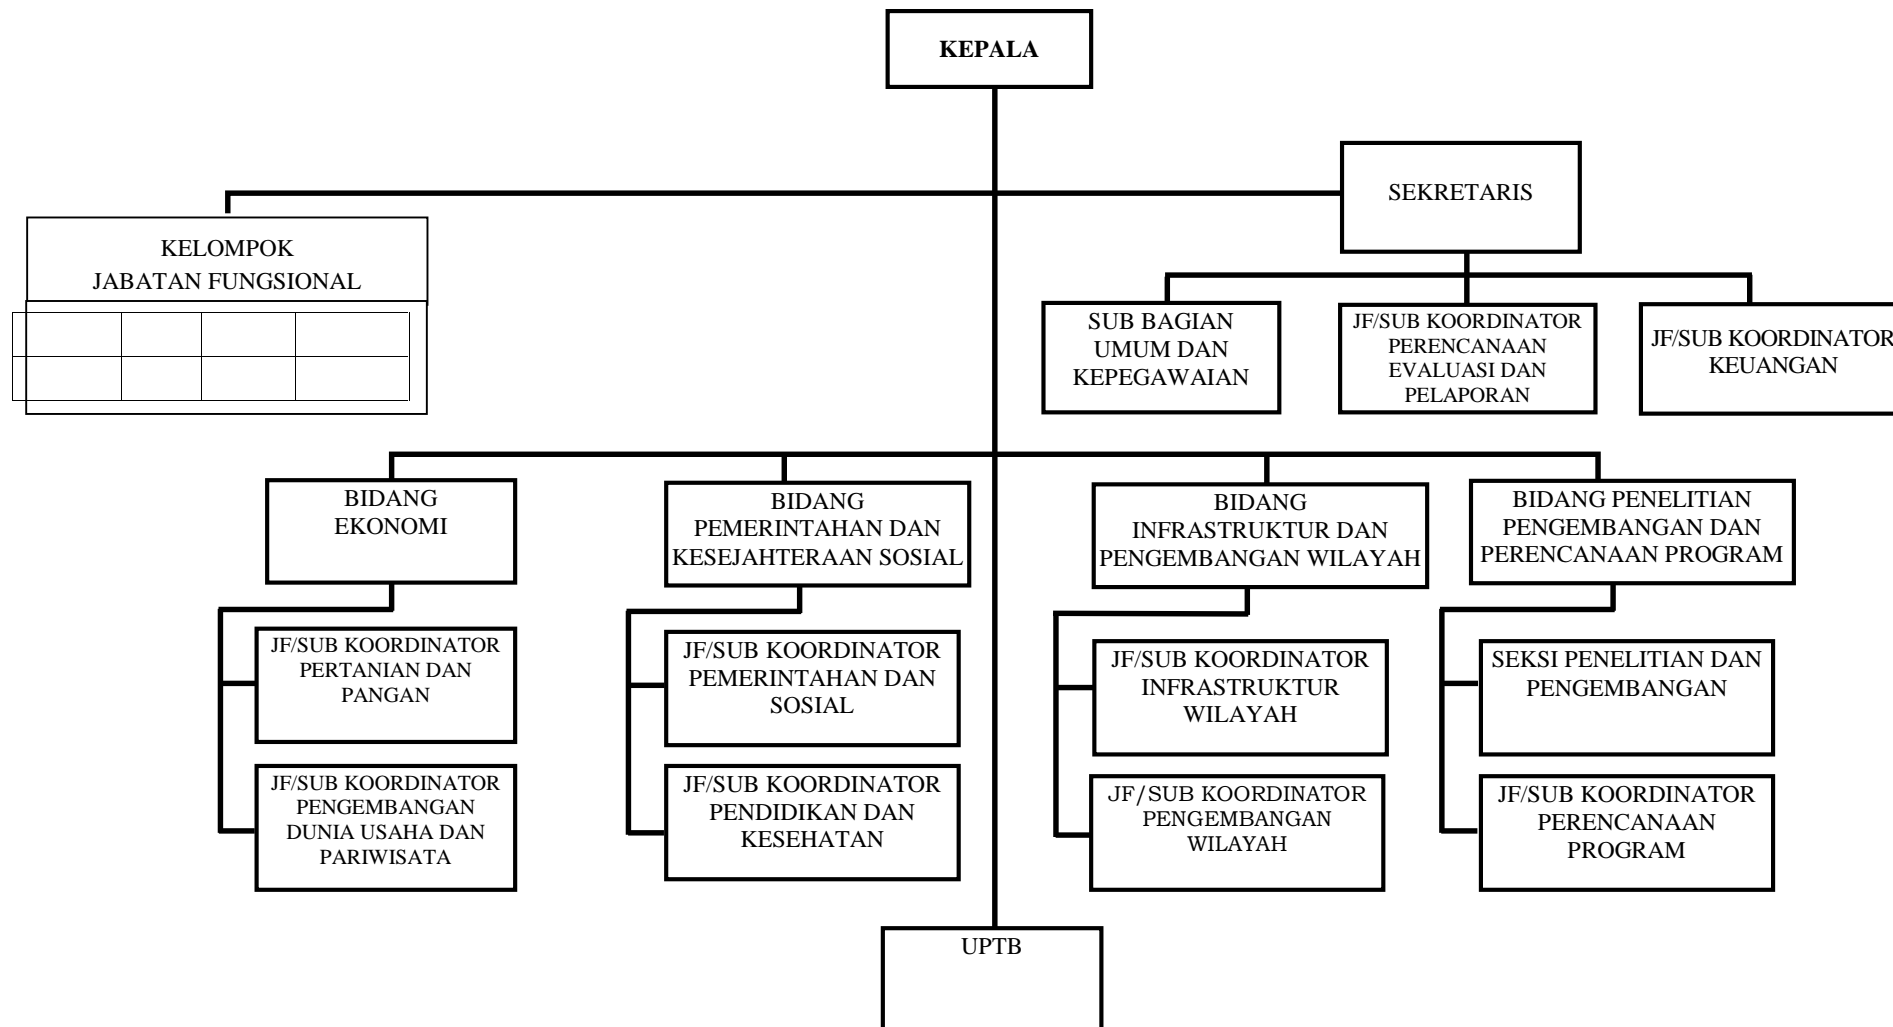 KEPALA
SEKRETARIS
KELOMPOK
JABATAN FUNGSIONAL
SUB BAGIAN
UMUM DAN
KEPEGAWAIAN
JF/SUB KOORDINATOR
PERENCANAAN
EVALUASI DAN
PELAPORAN
JF/SUB KOORDINATOR
KEUANGAN
BIDANG
EKONOMI
BIDANG
PEMERINTAHAN DAN
KESEJAHTERAAN SOSIAL
BIDANG
INFRASTRUKTUR DAN
PENGEMBANGAN WILAYAH
BIDANG PENELITIAN
PENGEMBANGAN DAN
PERENCANAAN PROGRAM
JF/SUB KOORDINATOR
PERTANIAN DAN
PANGAN
JF/SUB KOORDINATOR
PEMERINTAHAN DAN
SOSIAL
JF/SUB KOORDINATOR
INFRASTRUKTUR
WILAYAH
SEKSI PENELITIAN DAN
PENGEMBANGAN
JF/SUB KOORDINATOR
PENGEMBANGAN
DUNIA USAHA DAN
PARIWISATA
JF/SUB KOORDINATOR
PENDIDIKAN DAN
KESEHATAN
JF/SUB KOORDINATOR
PENGEMBANGAN
WILAYAH
JF/SUB KOORDINATOR
PERENCANAAN
PROGRAM
UPTB